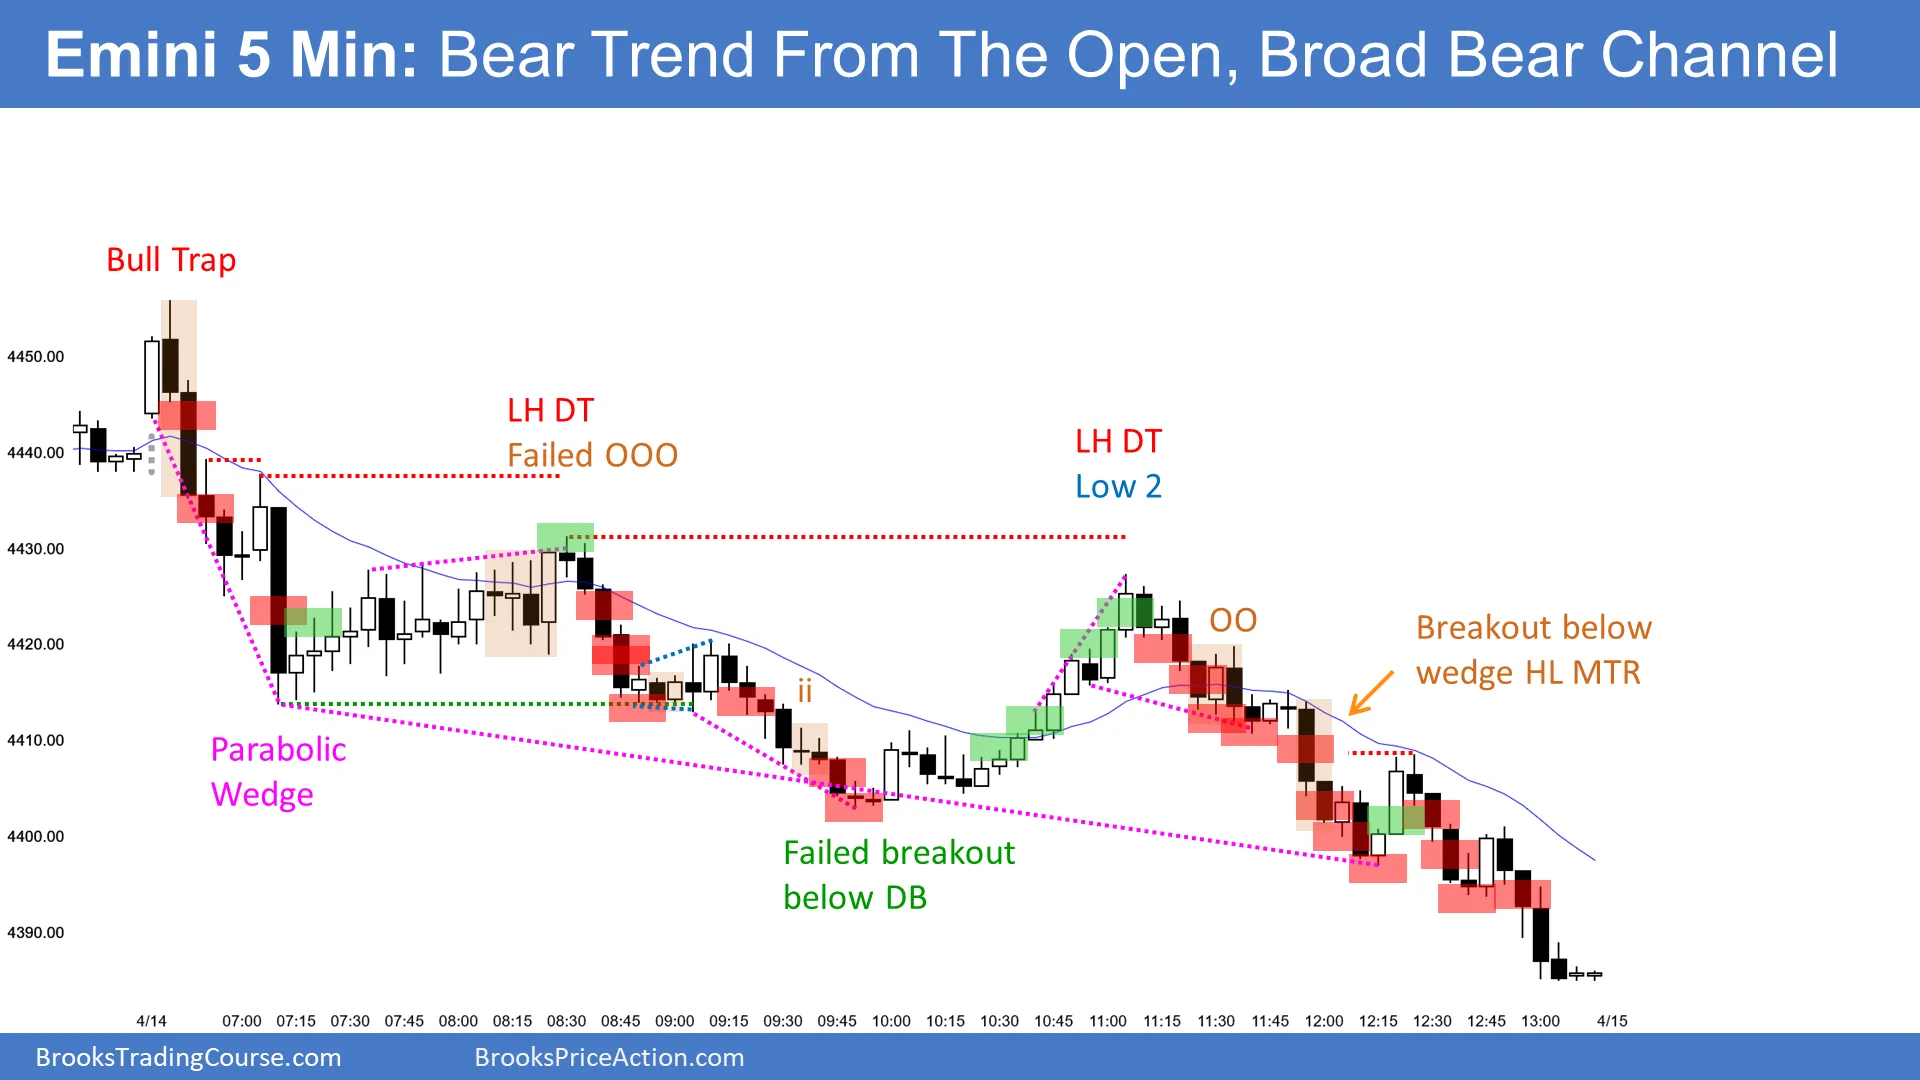 Emini 5 Min: Bear Trend From The Open, Broad Bear Channel
Bull Trap
LH DT
Failed OOO
LH DT
Low 2
OO
Breakout below
wedge HL MTR
ii
Parabolic
Wedge
Failed breakout
below DB
4450.00
4440.00
4430.00
4420.00
4410.00
4400.00
4390.00
4/14 07:00 07:15 07:30 07:45 08:00 08:15 08:30 08:45 09:00 09:15 09:30 09:45 10:00 10:15 10:30 10:45 11:00 11:15 11:30 11:45 12:00 12:15 12:30 12:45 13:00 4/15
BrooksTradingCourse.com BrooksPriceAction.com